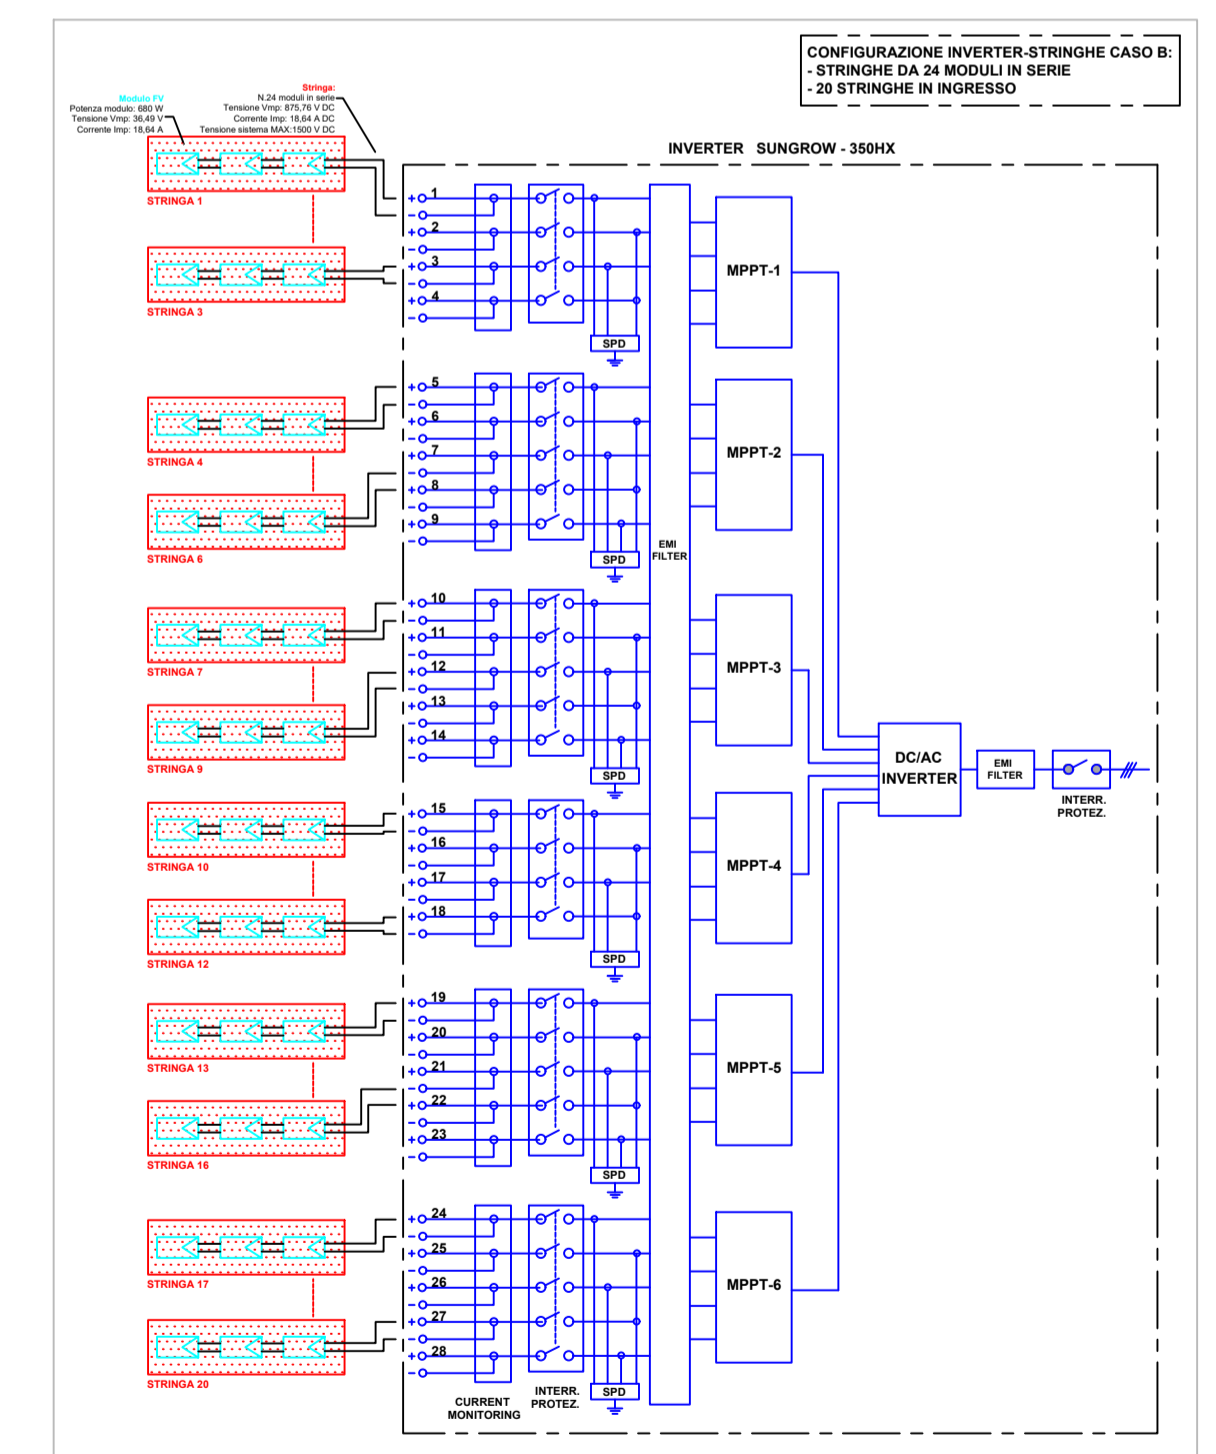 CONFIGURAZIONE INVERTER-STRINGHE CASO B:
- STRINGHE DA 24 MODULI IN SERIE
- 20 STRINGHE IN INGRESSO
Modulo FV
Potenza modulo: 680 W
Tensione Vmp: 36,49 V
Corrente Imp: 18,64 A
Stringa:
N.24 moduli in serie
Tensione Vmp: 875,76 V DC
Corrente Imp: 18,64 A DC
Tensione sistema MAX:1500 V DC
INVERTER SUNGROW - 350HX
STRINGA 1
STRINGA 3
+ 1
-
+ 2
-
+ 3
-
+ 4
-
SPD
MPPT-1
STRINGA 4
STRINGA 6
+ 5
-
+ 6
-
+ 7
-
+ 8
-
+ 9
-
SPD
MPPT-2
EMI
FILTER
STRINGA 7
STRINGA 9
+ 10
-
+ 11
-
+ 12
-
+ 13
-
+ 14
-
SPD
MPPT-3
DC/AC
INVERTER
EMI
FILTER
INTERR.
PROTEZ.
STRINGA 10
STRINGA 12
+ 15
-
+ 16
-
+ 17
-
+ 18
-
SPD
MPPT-4
STRINGA 13
STRINGA 16
+ 19
-
+ 20
-
+ 21
-
+ 22
-
+ 23
-
SPD
MPPT-5
STRINGA 17
STRINGA 20
+ 24
-
+ 25
-
+ 26
-
+ 27
-
+ 28
-
SPD
MPPT-6
CURRENT
MONITORING
INTERR.
PROTEZ.